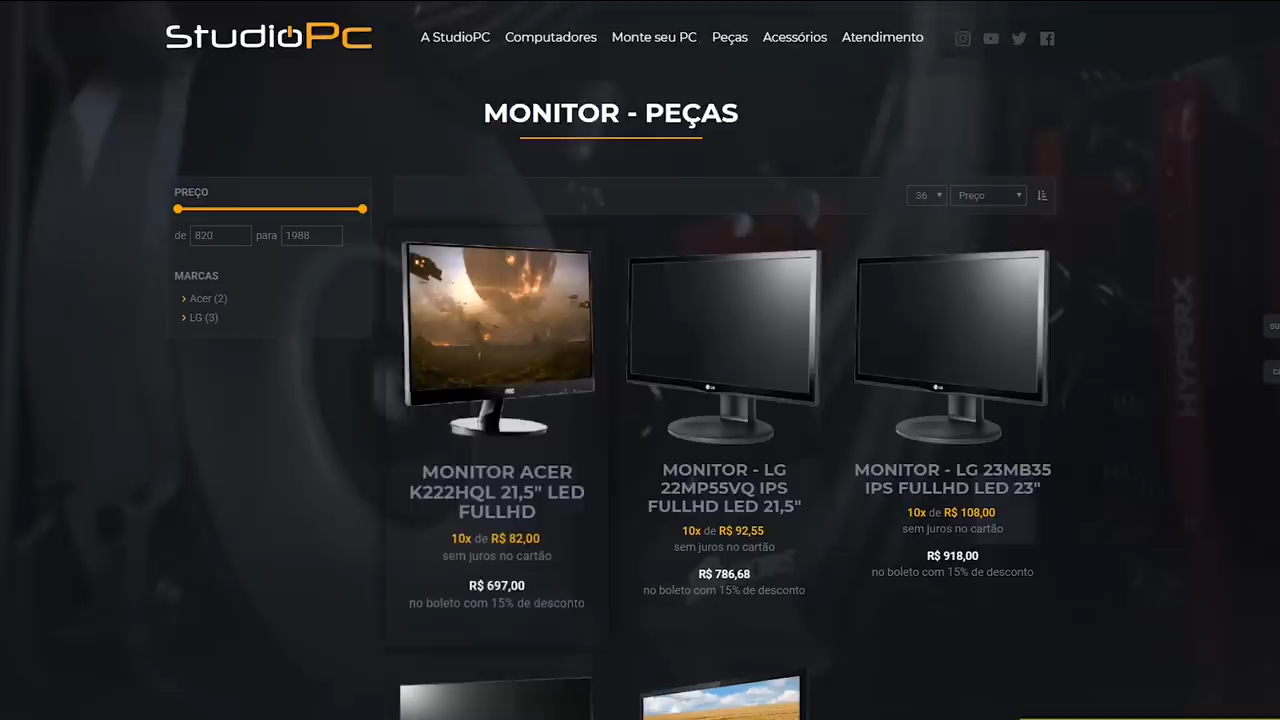 StudioPc
A StudioPC Computadores Monte seu PC Peças Acessórios Atendimento
MONITOR - PEÇAS
PREÇO
de 820 para 1988
MARCAS
Acer (2)
LG (3)
36 Preço
MONITOR ACER
K222HQL 21,5" LED
FULLHD
10x de R$ 82,00
sem juros no cartão
R$ 697,00
no boleto com 15% de desconto
MONITOR - LG
22MP55VQ IPS
FULLHD LED 21,5"
10x de R$ 92,55
sem juros no cartão
R$ 786,68
no boleto com 15% de desconto
MONITOR - LG 23MB35
IPS FULLHD LED 23"
10x de R$ 108,00
sem juros no cartão
R$ 918,00
no boleto com 15% de desconto
HYPERX